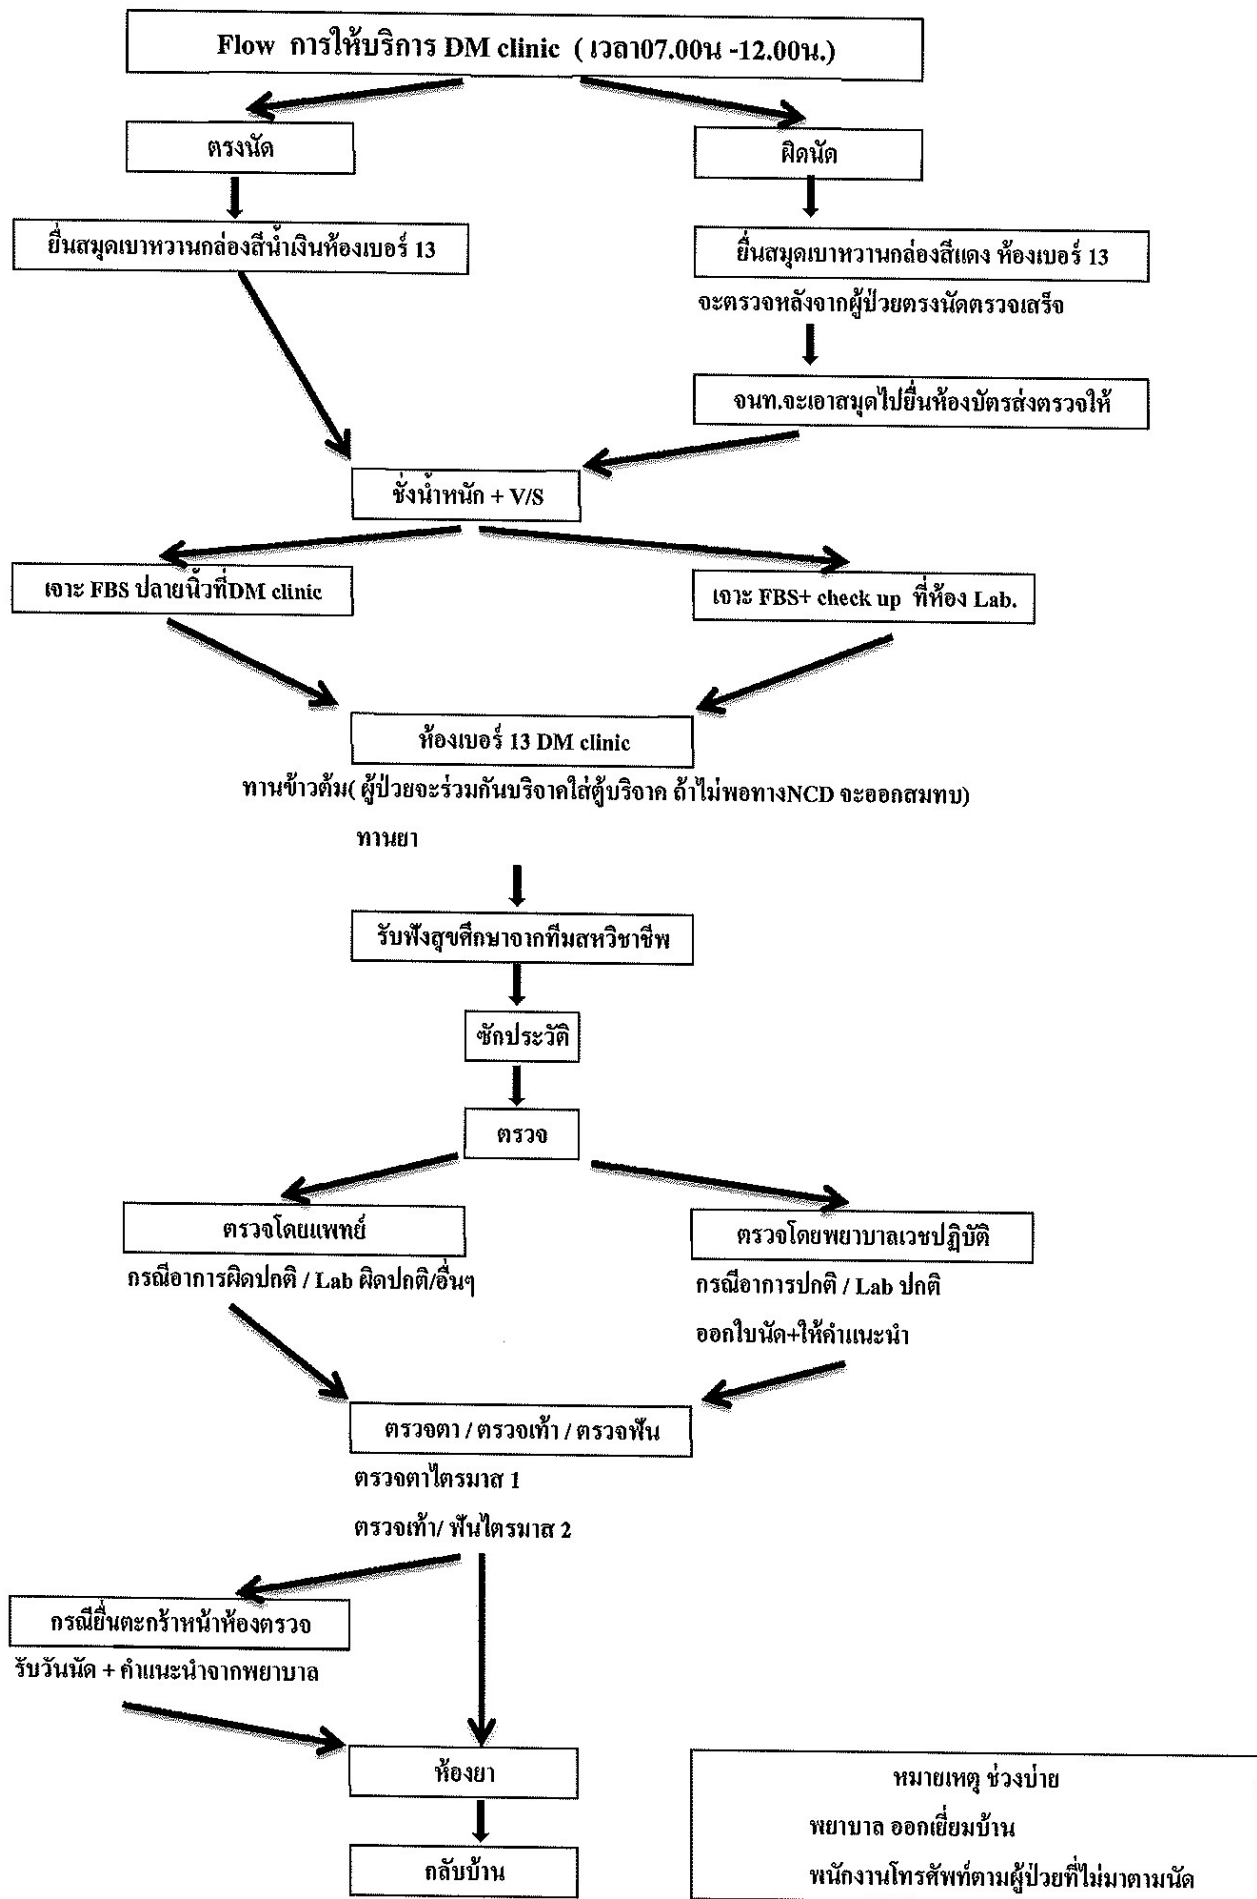 Flow การให้บริการ DM clinic ( เวลา07.00น -12.00น.)
ตรงนัด
ผิดนัด
ยื่นสมุดเบาหวานกล่องสีน้ำเงินห้องเบอร์ 13
ยื่นสมุดเบาหวานกล่องสีแดง ห้องเบอร์ 13
จะตรวจหลังจากผู้ป่วยตรงนัดตรวจเสร็จ
จนท.จะเอาสมุดไปยื่นห้องบัตรส่งตรวจให้
ชั่งน้ำหนัก + V/S
เจาะ FBS ปลายนิ้วที่DM clinic
เจาะ FBS+ check up ที่ห้อง Lab.
ห้องเบอร์ 13 DM clinic
ทานข้าวต้ม( ผู้ป่วยจะร่วมกันบริจาคใส่ตู้บริจาค ถ้าไม่พอทางNCD จะออกสมทบ)
ทานยา
รับฟังสุขศึกษาจากทีมสหวิชาชีพ
ซักประวัติ
ตรวจ
ตรวจโดยแพทย์
ตรวจโดยพยาบาลเวชปฏิบัติ
กรณีอาการผิดปกติ / Lab ผิดปกติ/อื่นๆ
กรณีอาการปกติ / Lab ปกติ
ออกใบนัด+ให้คำแนะนำ
ตรวจตา / ตรวจเท้า / ตรวจฟัน
ตรวจตาไตรมาส 1
ตรวจเท้า/ ฟันไตรมาส 2
กรณียื่นตะกร้าหน้าห้องตรวจ
รับวันนัด + คำแนะนำจากพยาบาล
ห้องยา
กลับบ้าน
หมายเหตุ ช่วงบ่าย
พยาบาล ออกเยี่ยมบ้าน
พนักงานโทรศัพท์ตามผู้ป่วยที่ไม่มาตามนัด